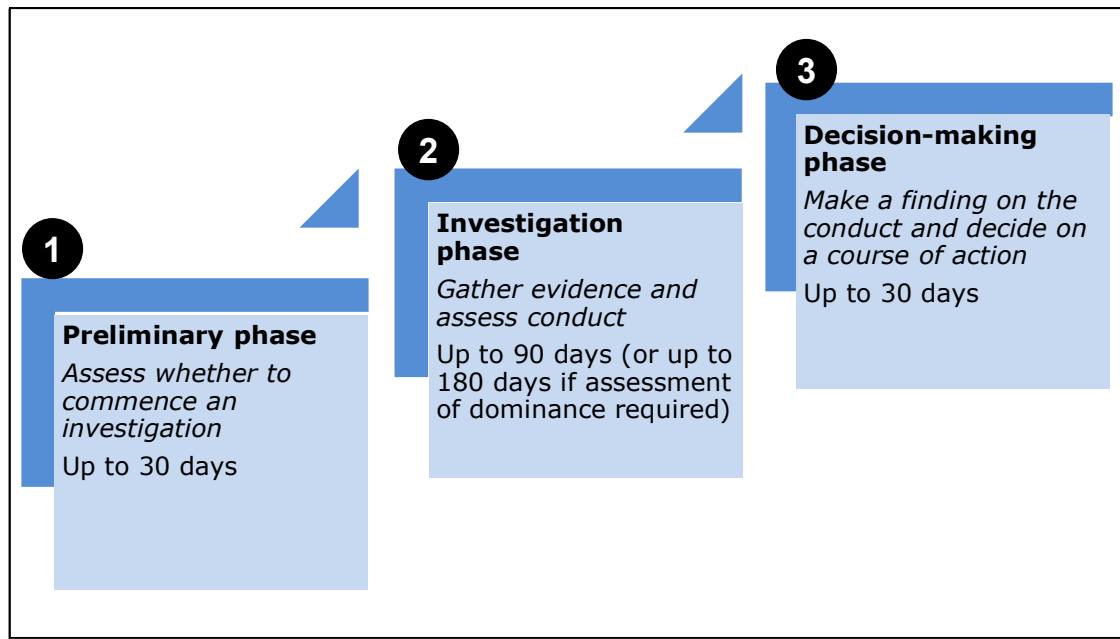 1
Preliminary phase
Assess whether to
commence an
investigation
Up to 30 days
2
Investigation
phase
Gather evidence and
assess conduct
Up to 90 days (or up to
180 days if assessment
of dominance required)
3
Decision-making
phase
Make a finding on the
conduct and decide on
a course of action
Up to 30 days